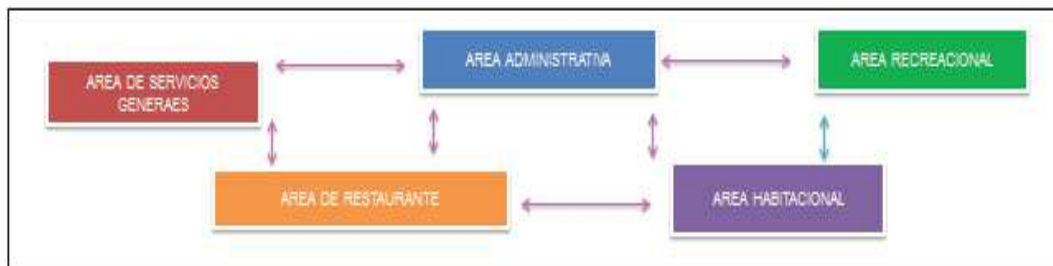 AREA DE SERVICIOS
GENERAES
AREA ADMINISTRATIVA
AREA RECREACIONAL
AREA DE RESTAURANTE
AREA HABITACIONAL